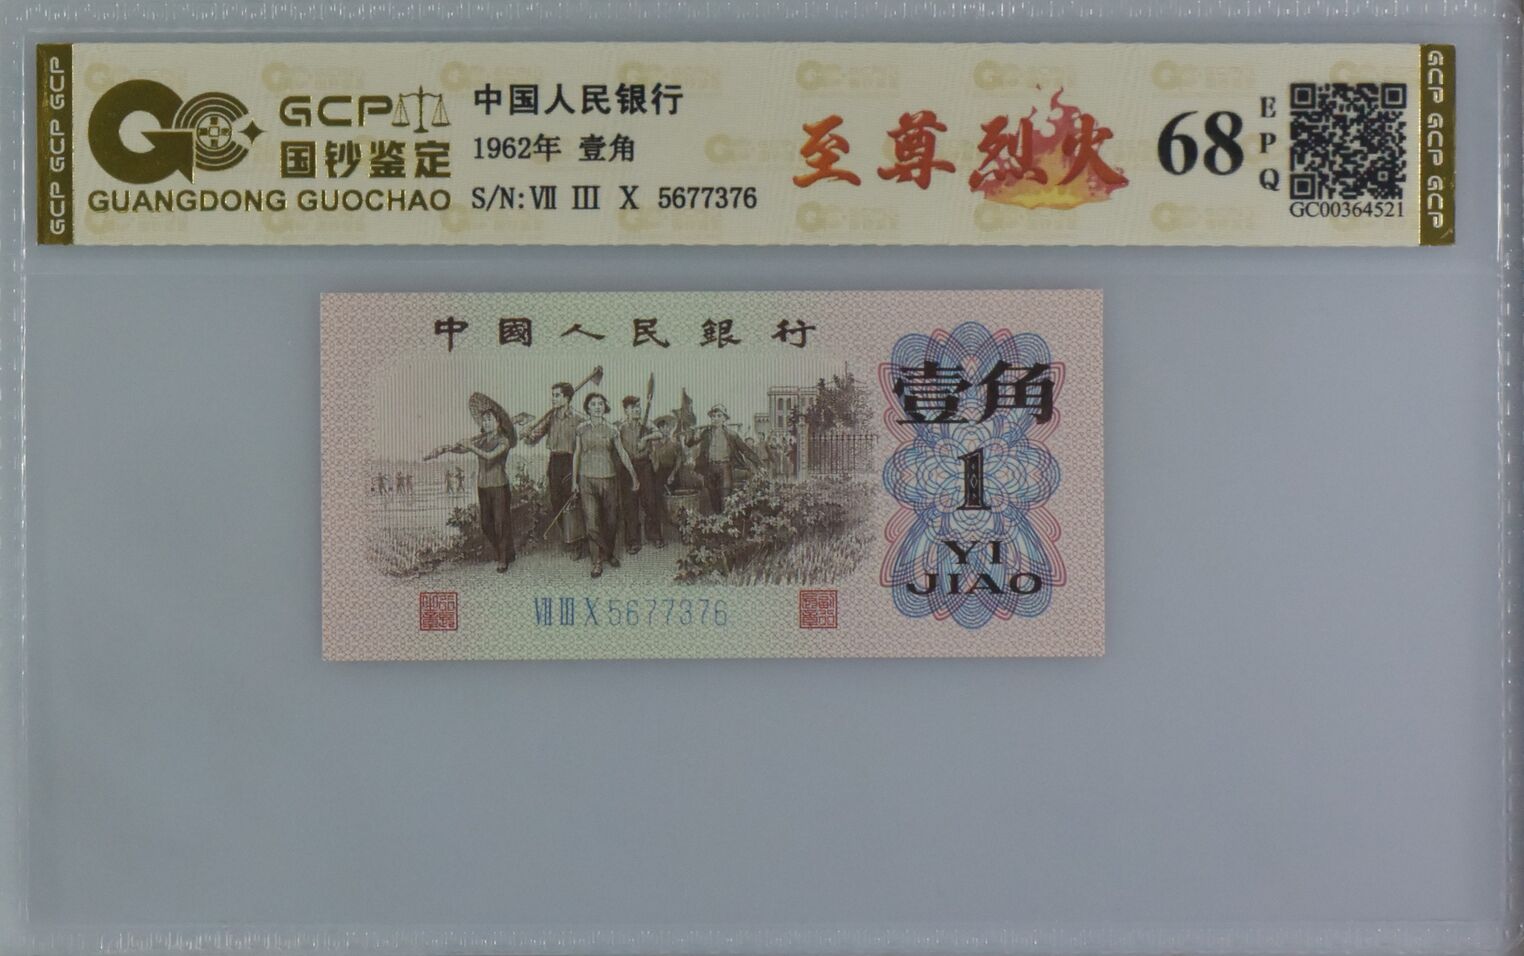 GCP GCP GCP
GCP
国钞鉴定
GUANGDONG GUOCHAO
中国人民银行
1962年 壹角
S/N: Ⅶ Ⅲ Ⅹ 5677376
至尊烈火
68
EPQ
GC00364521
GCP GCP GCP
中國人民銀行
壹角
1
YI
JIAO
Ⅶ Ⅲ Ⅹ 5677376